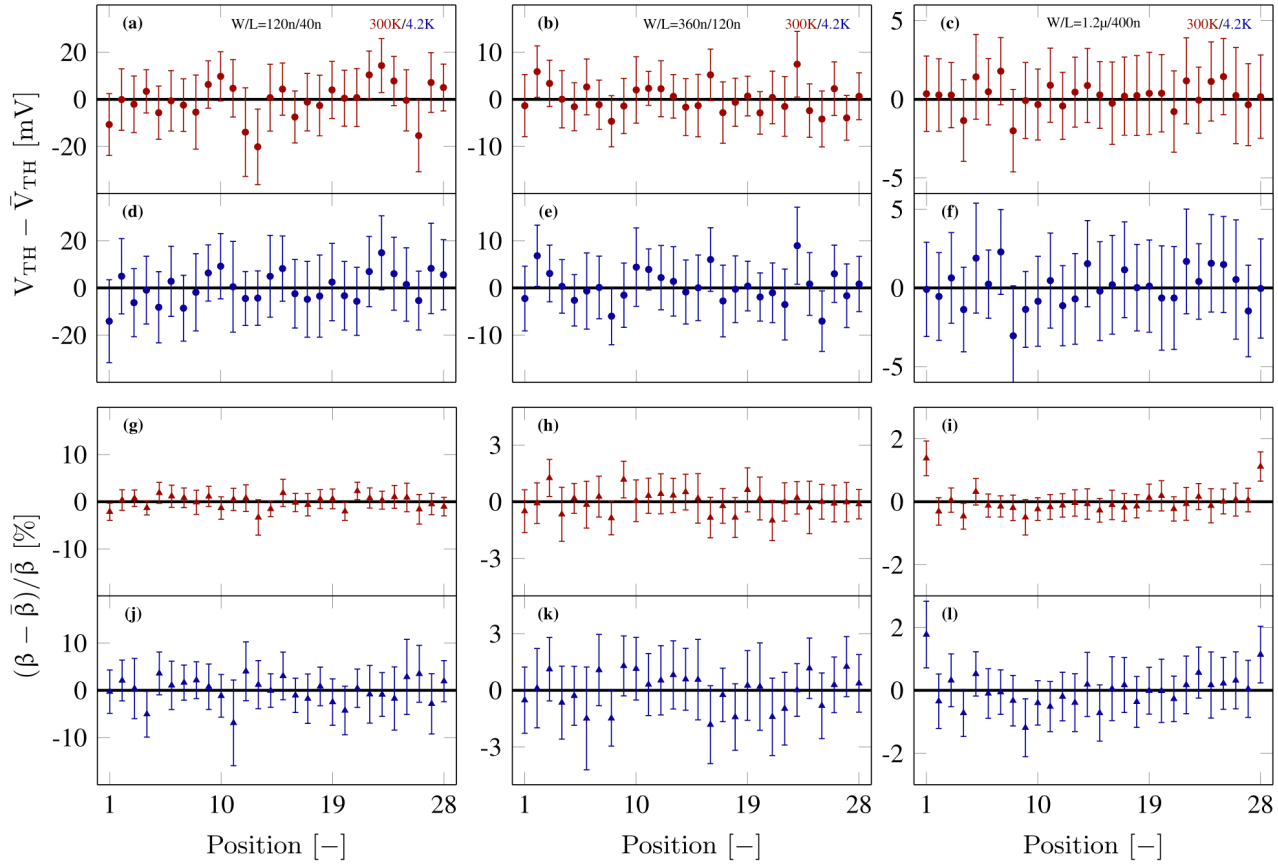 (a) W/L=120n/40n 300K/4.2K
(b) W/L=360n/120n 300K/4.2K
(c) W/L=1.2μ/400n 300K/4.2K
20
0
-20
10
0
-10
5
0
-5
V_TH − V̄_TH [mV]
(d)
(e)
(f)
20
0
-20
10
0
-10
5
0
-5
(g)
(h)
(i)
10
0
-10
3
0
-3
2
0
-2
(β − β̄)/β̄ [%]
(j)
(k)
(l)
10
0
-10
3
0
-3
2
0
-2
1 10 19 28
1 10 19 28
1 10 19 28
Position [−]
Position [−]
Position [−]